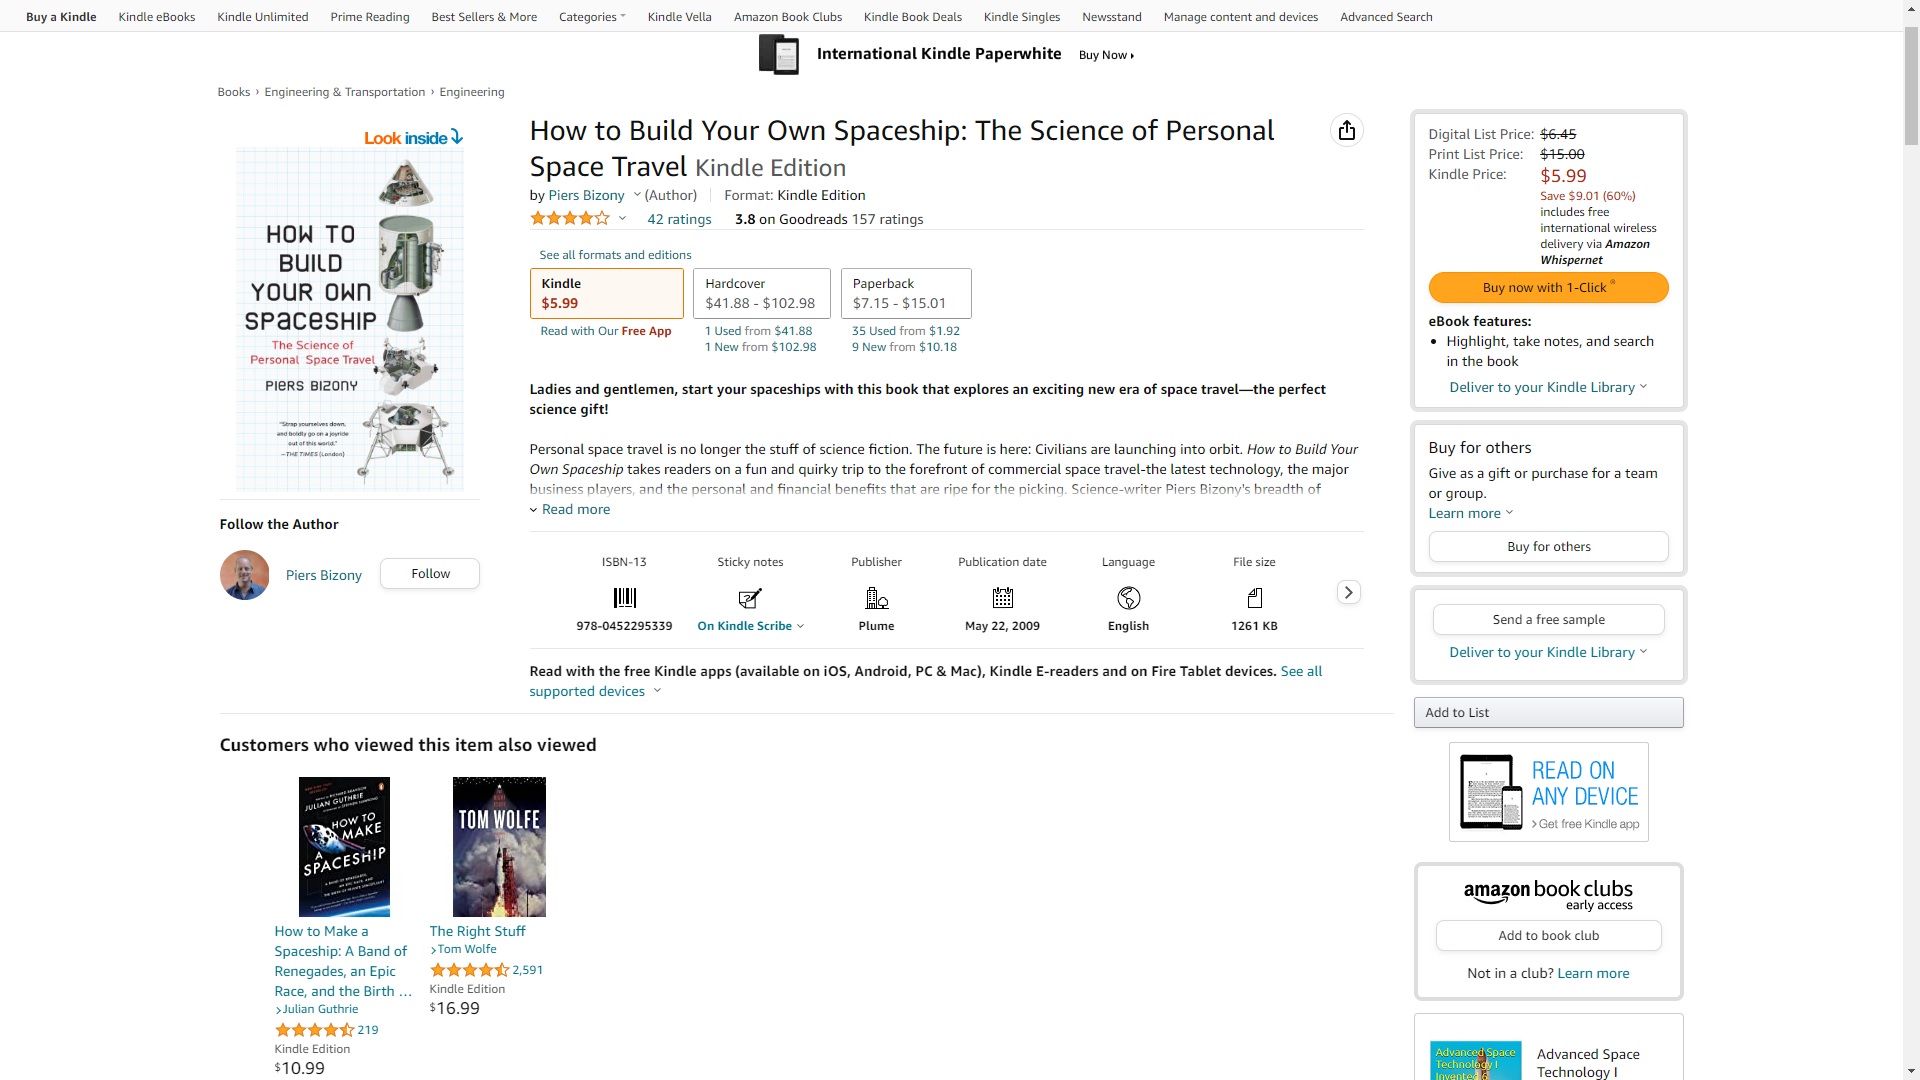 Buy a Kindle Kindle eBooks Kindle Unlimited Prime Reading Best Sellers & More Categories Kindle Vella Amazon Book Clubs Kindle Book Deals Kindle Singles Newsstand Manage content and devices Advanced Search
International Kindle Paperwhite Buy Now
Books › Engineering & Transportation › Engineering
Look inside
HOW TO
BUILD
YOUR OWN
SPACESHIP
The Science of
Personal Space Travel
PIERS BIZONY
"Strap yourselves down,
and boldly go on a joyride
out of this world."
—THE TIMES (London)
Follow the Author
Piers Bizony Follow
How to Build Your Own Spaceship: The Science of Personal
Space Travel Kindle Edition
by Piers Bizony (Author) Format: Kindle Edition
42 ratings 3.8 on Goodreads 157 ratings
See all formats and editions
Kindle
$5.99
Read with Our Free App
Hardcover
$41.88 - $102.98
1 Used from $41.88
1 New from $102.98
Paperback
$7.15 - $15.01
35 Used from $1.92
9 New from $10.18
Ladies and gentlemen, start your spaceships with this book that explores an exciting new era of space travel—the perfect
science gift!
Personal space travel is no longer the stuff of science fiction. The future is here: Civilians are launching into orbit. How to Build Your
Own Spaceship takes readers on a fun and quirky trip to the forefront of commercial space travel-the latest technology, the major
business players, and the personal and financial benefits that are ripe for the picking. Science-writer Piers Bizony's breadth of
Read more
ISBN-13
978-0452295339
Sticky notes
On Kindle Scribe
Publisher
Plume
Publication date
May 22, 2009
Language
English
File size
1261 KB
Read with the free Kindle apps (available on iOS, Android, PC & Mac), Kindle E-readers and on Fire Tablet devices. See all
supported devices
Digital List Price: $6.45
Print List Price: $15.00
Kindle Price: $5.99
Save $9.01 (60%)
includes free
international wireless
delivery via Amazon
Whispernet
Buy now with 1-Click ®
eBook features:
• Highlight, take notes, and search
in the book
Deliver to your Kindle Library
Buy for others
Give as a gift or purchase for a team
or group.
Learn more
Buy for others
Send a free sample
Deliver to your Kindle Library
Add to List
READ ON
ANY DEVICE
›Get free Kindle app
amazon book clubs
early access
Add to book club
Not in a club? Learn more
Advanced Space
Technology I
Invented
Advanced Space
Technology I
Customers who viewed this item also viewed
JULIAN GUTHRIE
HOW TO
MAKE
A
SPACESHIP
How to Make a
Spaceship: A Band of
Renegades, an Epic
Race, and the Birth …
›Julian Guthrie
219
Kindle Edition
$10.99
THE RIGHT STUFF
TOM WOLFE
The Right Stuff
›Tom Wolfe
2,591
Kindle Edition
$16.99